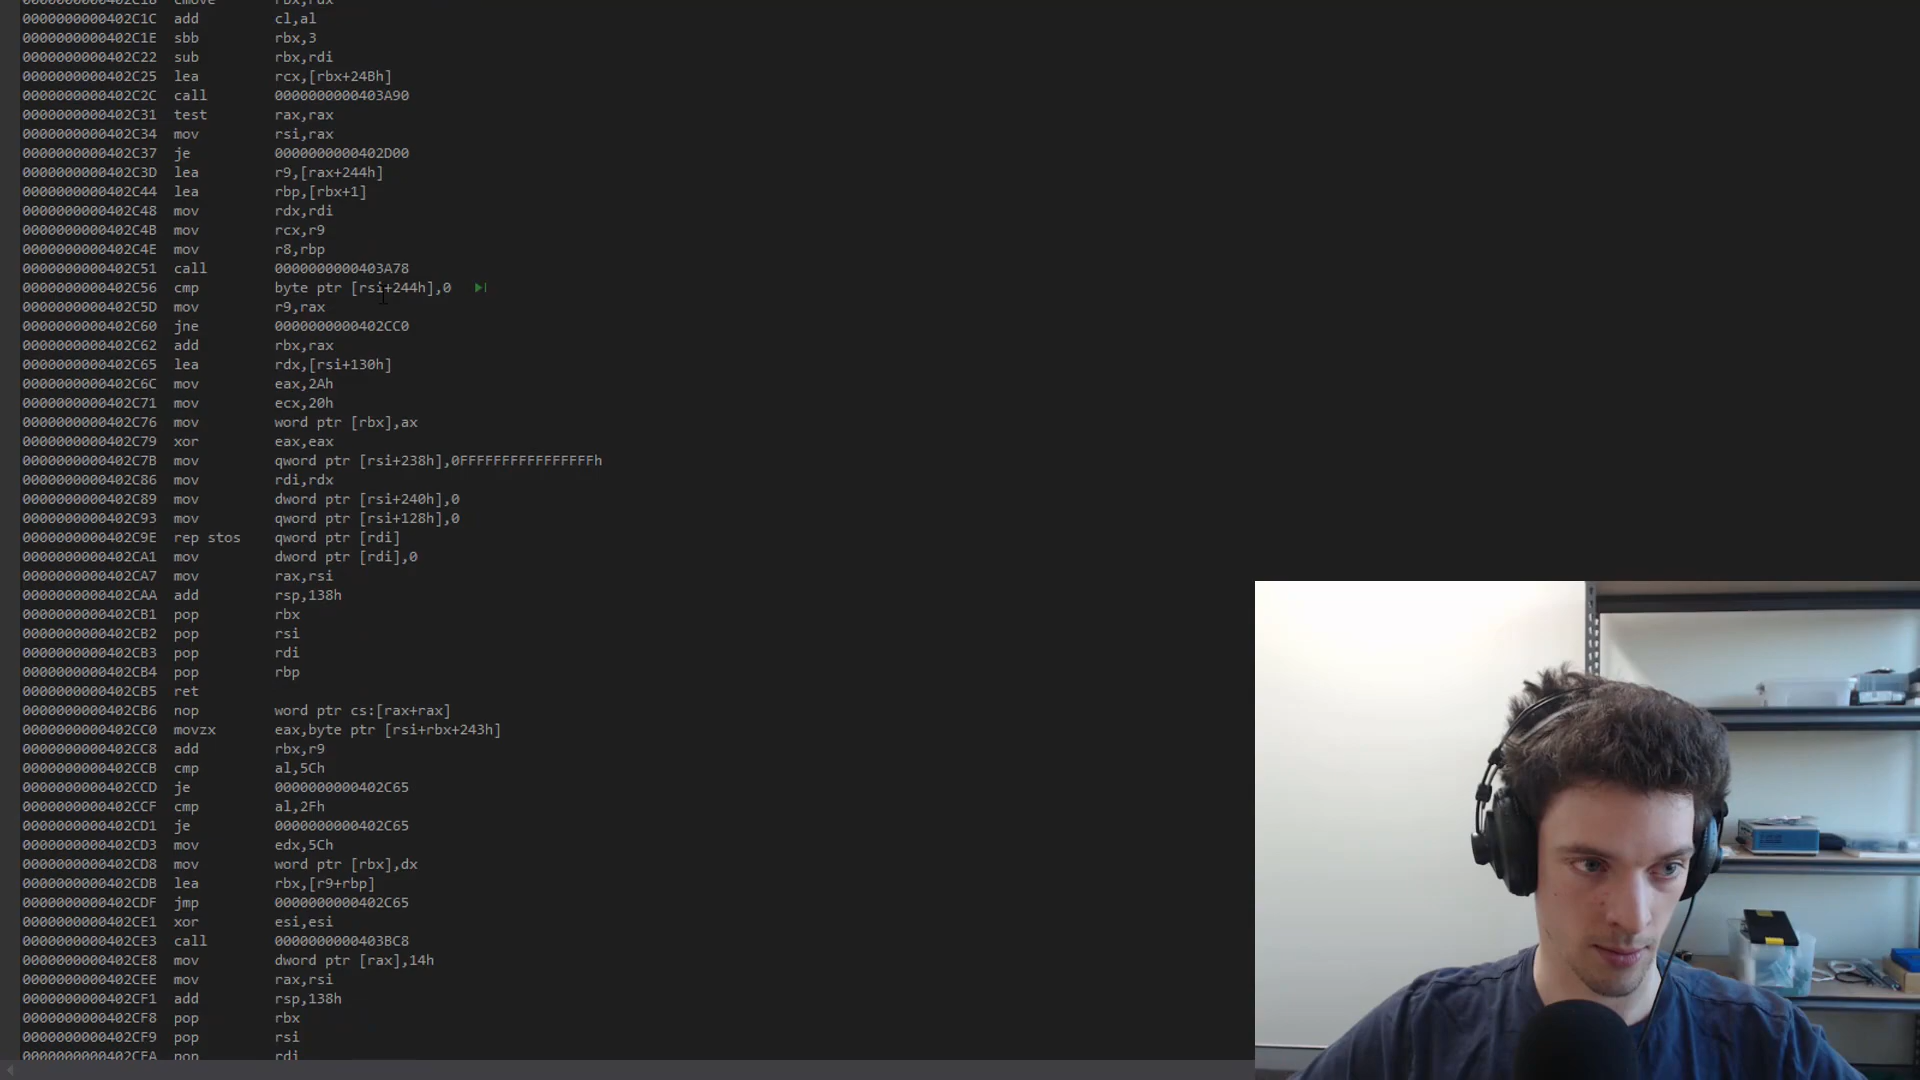 0000000000402C18 cmove rbx,rdx
0000000000402C1C add cl,al
0000000000402C1E sbb rbx,3
0000000000402C22 sub rbx,rdi
0000000000402C25 lea rcx,[rbx+24Bh]
0000000000402C2C call 0000000000403A90
0000000000402C31 test rax,rax
0000000000402C34 mov rsi,rax
0000000000402C37 je 0000000000402D00
0000000000402C3D lea r9,[rax+244h]
0000000000402C44 lea rbp,[rbx+1]
0000000000402C48 mov rdx,rdi
0000000000402C4B mov rcx,r9
0000000000402C4E mov r8,rbp
0000000000402C51 call 0000000000403A78
0000000000402C56 cmp byte ptr [rsi+244h],0
0000000000402C5D mov r9,rax
0000000000402C60 jne 0000000000402CC0
0000000000402C62 add rbx,rax
0000000000402C65 lea rdx,[rsi+130h]
0000000000402C6C mov eax,2Ah
0000000000402C71 mov ecx,20h
0000000000402C76 mov word ptr [rbx],ax
0000000000402C79 xor eax,eax
0000000000402C7B mov qword ptr [rsi+238h],0FFFFFFFFFFFFFFFFh
0000000000402C86 mov rdi,rdx
0000000000402C89 mov dword ptr [rsi+240h],0
0000000000402C93 mov qword ptr [rsi+128h],0
0000000000402C9E rep stos qword ptr [rdi]
0000000000402CA1 mov dword ptr [rdi],0
0000000000402CA7 mov rax,rsi
0000000000402CAA add rsp,138h
0000000000402CB1 pop rbx
0000000000402CB2 pop rsi
0000000000402CB3 pop rdi
0000000000402CB4 pop rbp
0000000000402CB5 ret
0000000000402CB6 nop word ptr cs:[rax+rax]
0000000000402CC0 movzx eax,byte ptr [rsi+rbx+243h]
0000000000402CC8 add rbx,r9
0000000000402CCB cmp al,5Ch
0000000000402CCD je 0000000000402C65
0000000000402CCF cmp al,2Fh
0000000000402CD1 je 0000000000402C65
0000000000402CD3 mov edx,5Ch
0000000000402CD8 mov word ptr [rbx],dx
0000000000402CDB lea rbx,[r9+rbp]
0000000000402CDF jmp 0000000000402C65
0000000000402CE1 xor esi,esi
0000000000402CE3 call 0000000000403BC8
0000000000402CE8 mov dword ptr [rax],14h
0000000000402CEE mov rax,rsi
0000000000402CF1 add rsp,138h
0000000000402CF8 pop rbx
0000000000402CF9 pop rsi
0000000000402CFA pop rdi